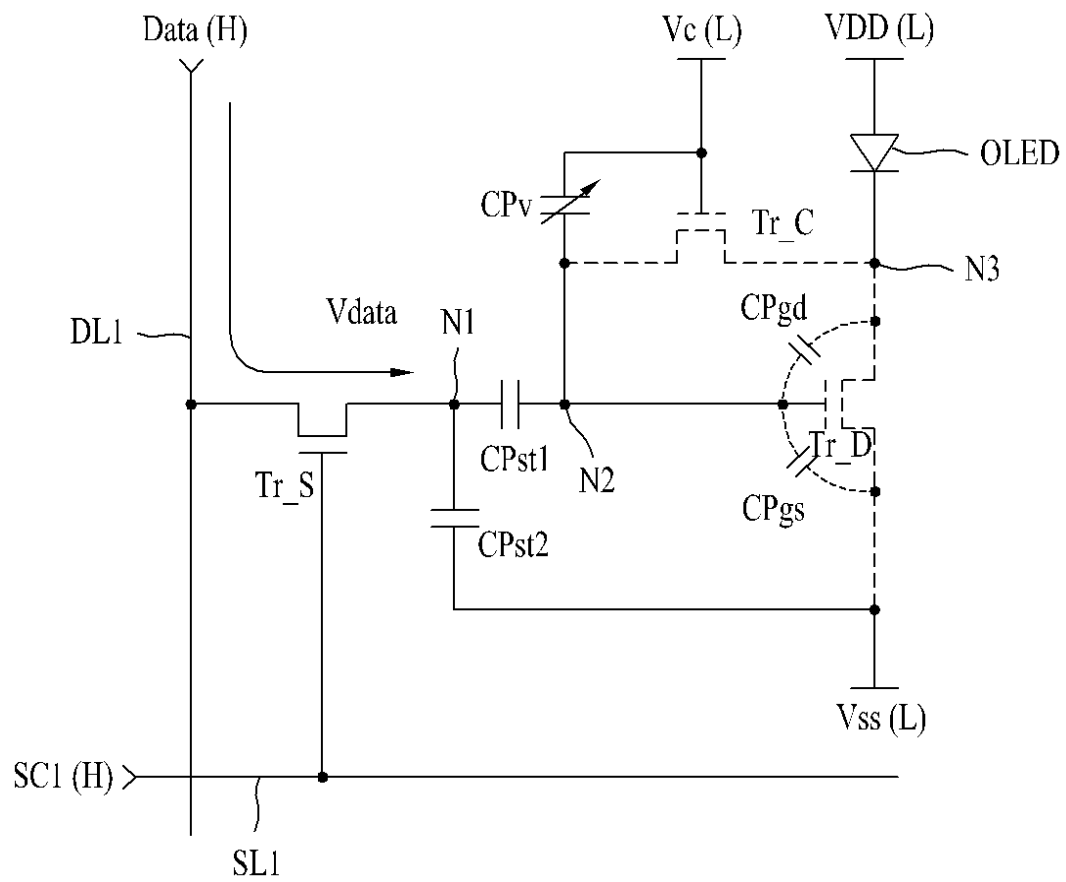 Data (H)
Vc (L)
VDD (L)
OLED
CPv
Tr_C
N3
CPgd
DL1
Vdata
N1
CPst1
N2
Tr_D
Tr_S
CPgs
CPst2
Vss (L)
SC1 (H)
SL1